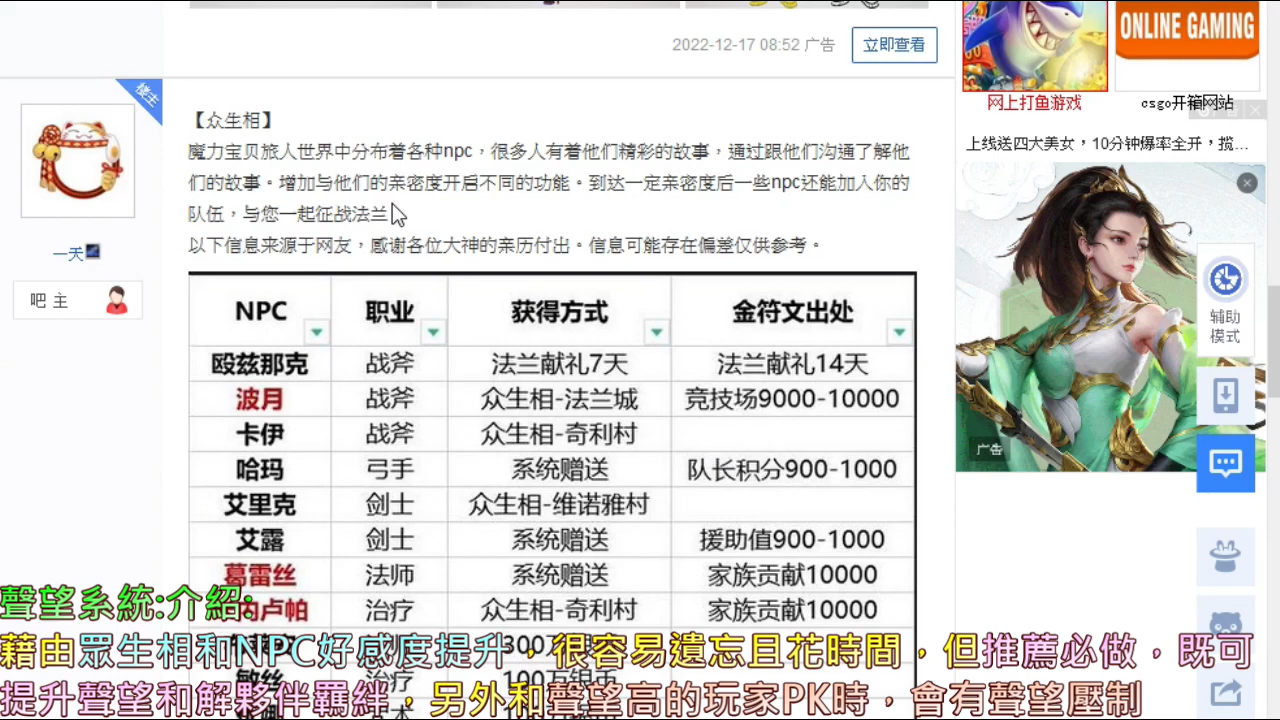 2022-12-17 08:52 广告
立即查看
楼主
一天
吧 主
【众生相】
魔力宝贝旅人世界中分布着各种npc，很多人有着他们精彩的故事，通过跟他们沟通了解他
们的故事。增加与他们的亲密度开启不同的功能。到达一定亲密度后一些npc还能加入你的
队伍，与您一起征战法兰
以下信息来源于网友，感谢各位大神的亲历付出。信息可能存在偏差仅供参考。
NPC 职业 获得方式 金符文出处
殴兹那克 战斧 法兰献礼7天 法兰献礼14天
波月 战斧 众生相-法兰城 竞技场9000-10000
卡伊 战斧 众生相-奇利村
哈玛 弓手 系统赠送 队长积分900-1000
艾里克 剑士 众生相-维诺雅村
艾露 剑士 系统赠送 援助值900-1000
葛雷丝 法师 系统赠送 家族贡献10000
内卢帕 治疗 众生相-奇利村 家族贡献10000
敏丝 治疗 100万银币
ONLINE GAMING
网上打鱼游戏
csgo开箱网站
上线送四大美女，10分钟爆率全开，揽...
广告
辅助
模式
聲望系統:介紹:
藉由眾生相和NPC好感度提升，很容易遺忘且花時間，但推薦必做，既可
提升聲望和解夥伴羈絆，另外和聲望高的玩家PK時，會有聲望壓制